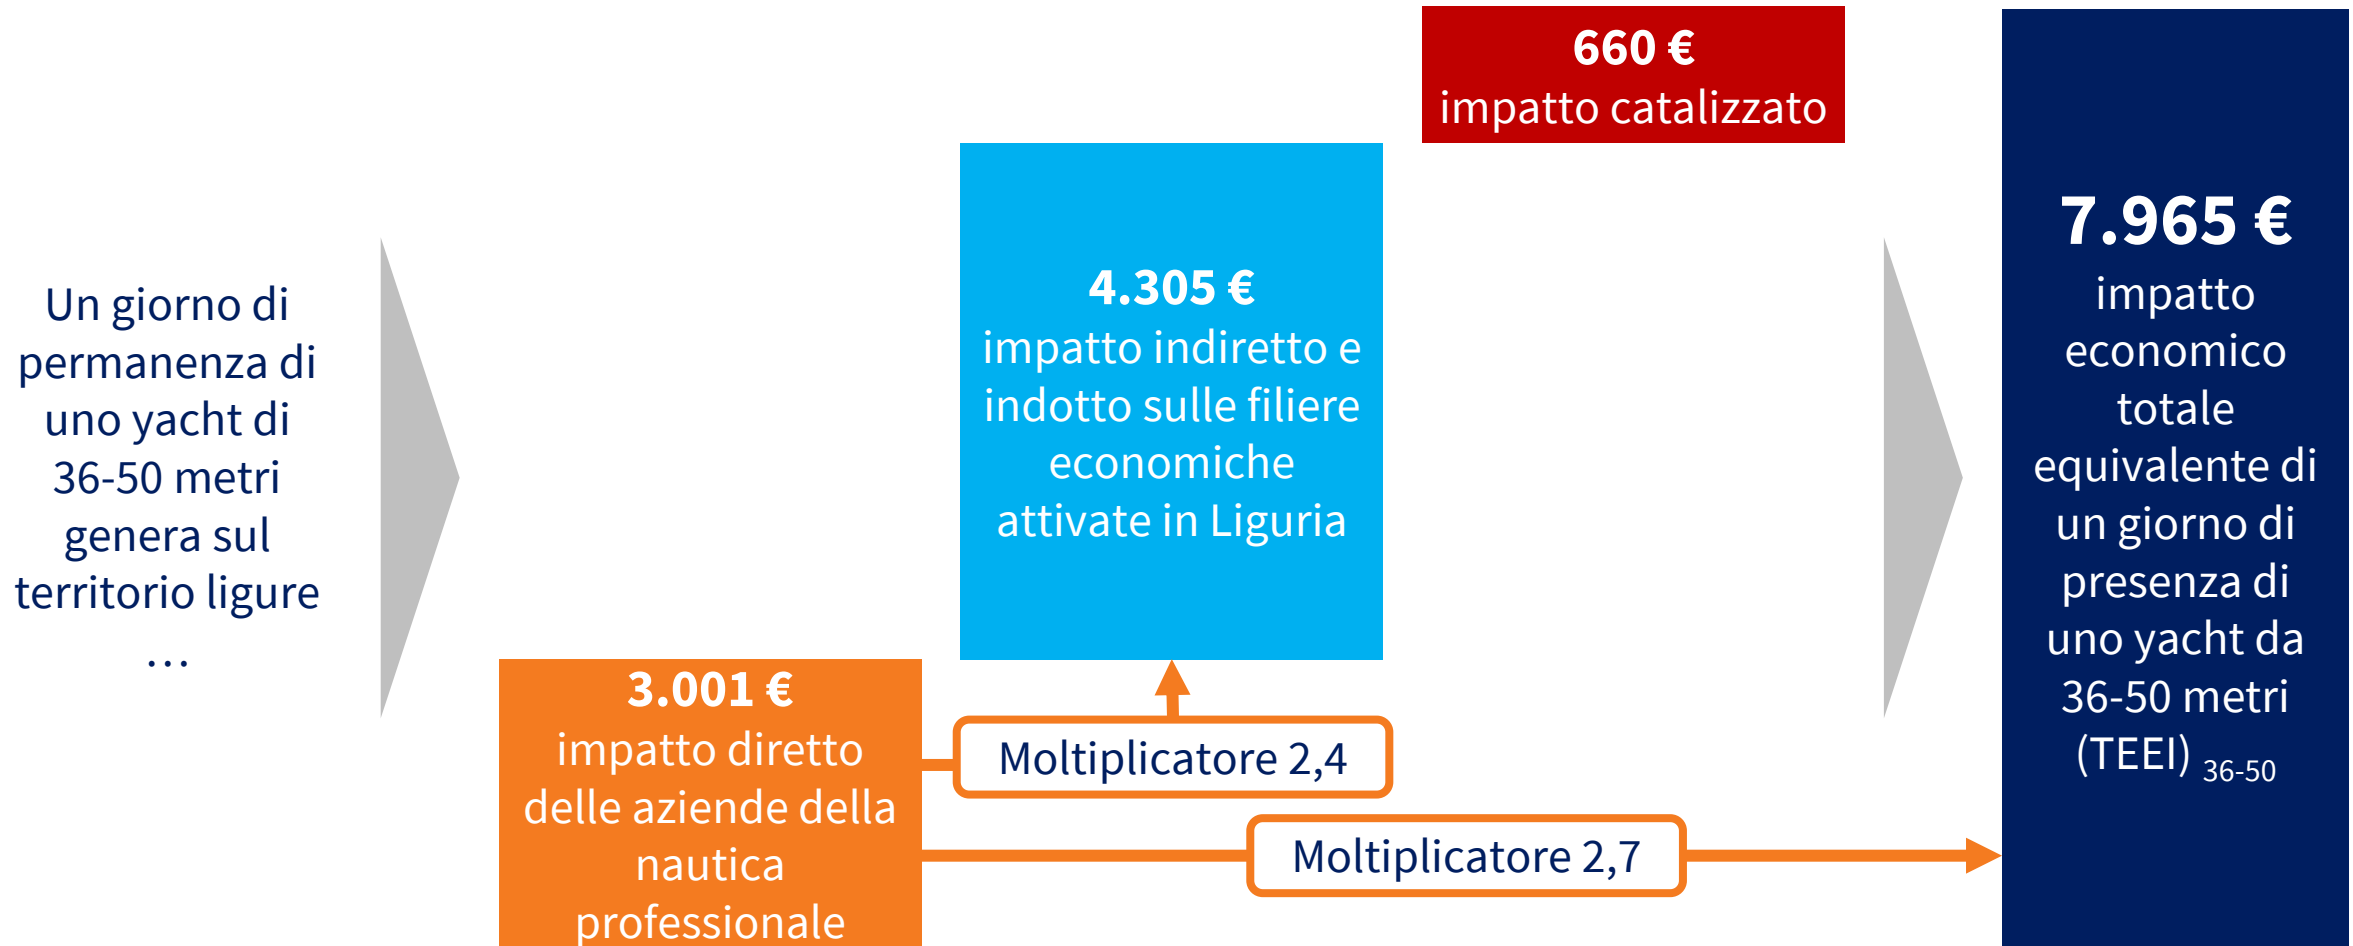 Un giorno di
permanenza di
uno yacht di
36-50 metri
genera sul
territorio ligure
…
3.001 €
impatto diretto
delle aziende della
nautica
professionale
4.305 €
impatto indiretto e
indotto sulle filiere
economiche
attivate in Liguria
Moltiplicatore 2,4
Moltiplicatore 2,7
660 €
impatto catalizzato
7.965 €
impatto
economico
totale
equivalente di
un giorno di
presenza di
uno yacht da
36-50 metri
(TEEI) 36-50